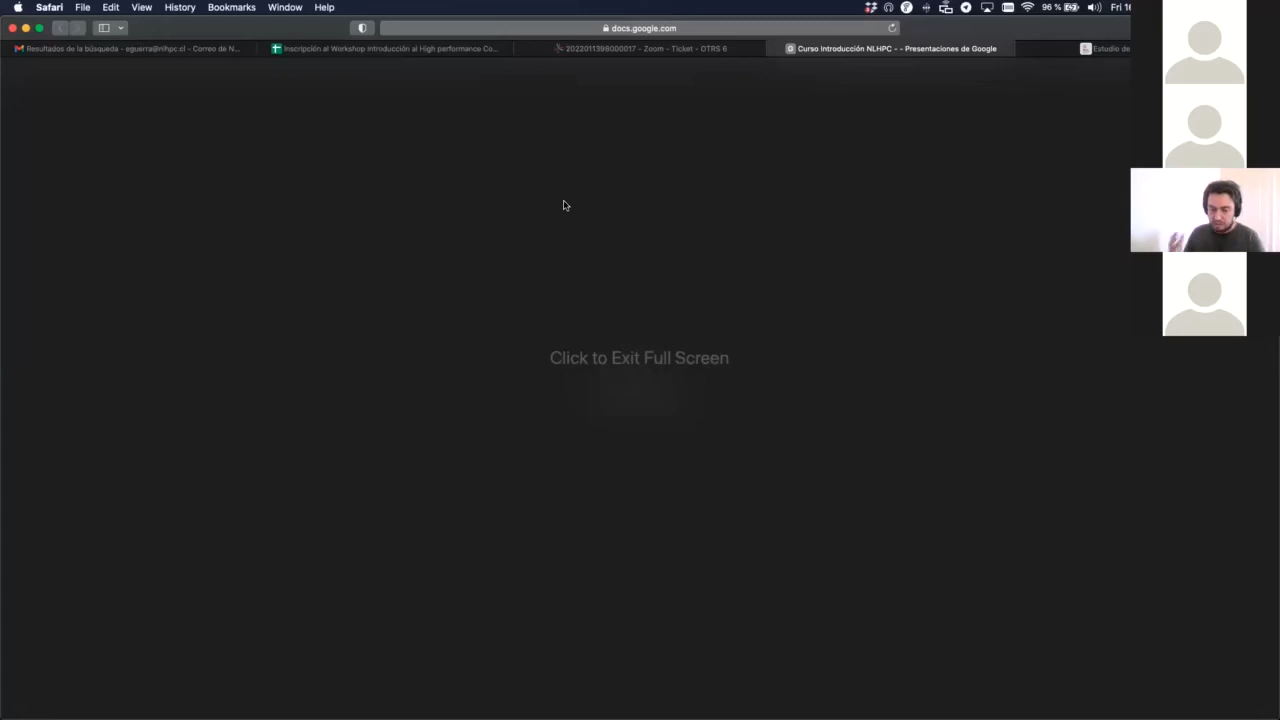 Safari File Edit View History Bookmarks Window Help 96 % Fri 16
docs.google.com
Resultados de la búsqueda - eguerra@nlhpc.cl - Correo de N...
Inscripción al Workshop Introducción al High performance Co...
2022011398000017 - Zoom - Ticket - OTRS 6
G Curso Introducción NLHPC - - Presentaciones de Google
Estudio de
Click to Exit Full Screen